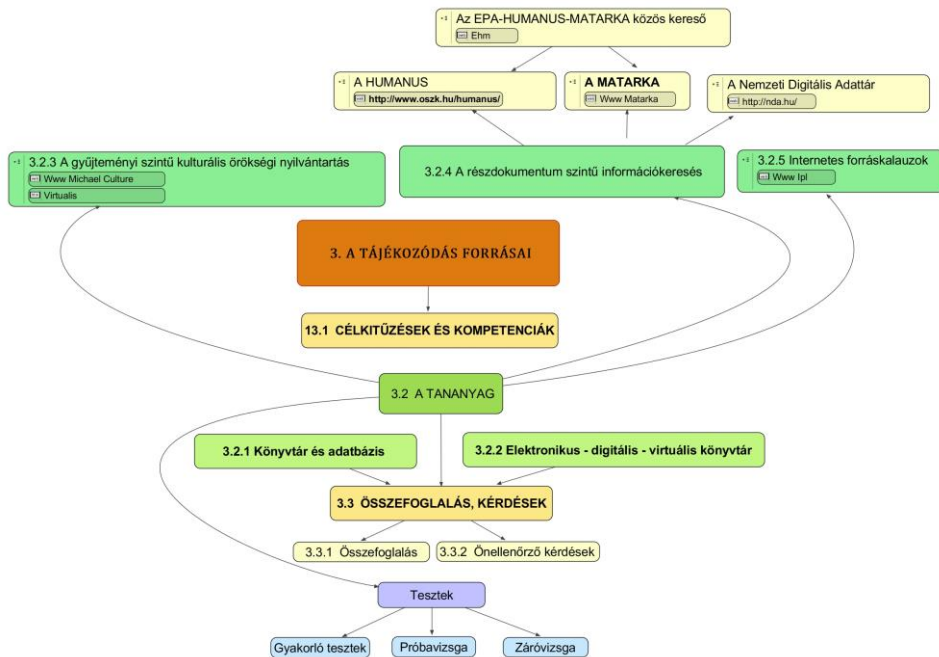 Az EPA-HUMANUS-MATARKA közös kereső
Ehm
A HUMANUS
http://www.oszk.hu/humanus/
A MATARKA
Www Matarka
A Nemzeti Digitális Adattár
http://nda.hu/
3.2.3 A gyűjteményi szintű kulturális örökségi nyilvántartás
Www Michael Culture
Virtualis
3.2.4 A részdokumentum szintű információkeresés
3.2.5 Internetes forráskalauzok
Www Ipl
3. A TÁJÉKOZÓDÁS FORRÁSAI
13.1 CÉLKITŰZÉSEK ÉS KOMPETENCIÁK
3.2 A TANANYAG
3.2.1 Könyvtár és adatbázis
3.2.2 Elektronikus - digitális - virtuális könyvtár
3.3 ÖSSZEFOGLALÁS, KÉRDÉSEK
3.3.1 Összefoglalás
3.3.2 Önellenőrző kérdések
Tesztek
Gyakorló tesztek
Próbavizsga
Záróvizsga